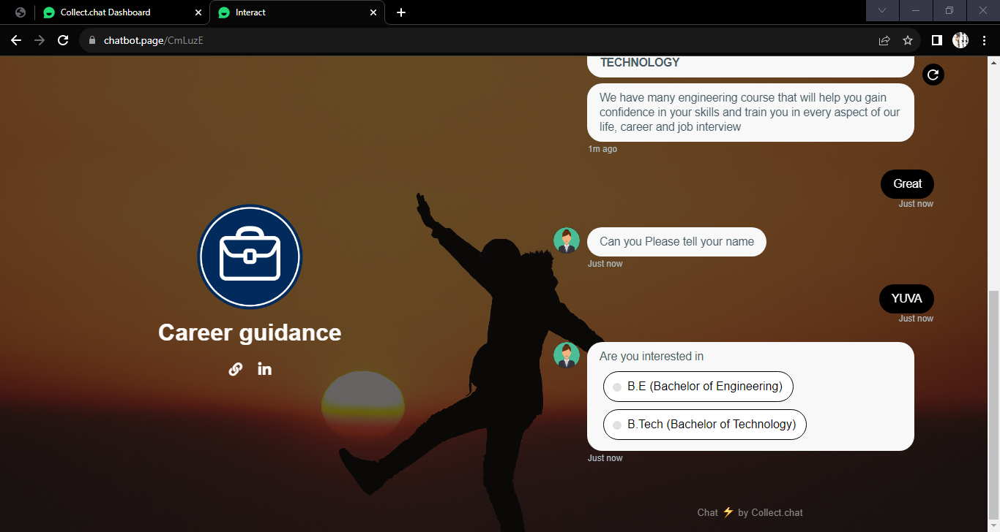 Collect.chat Dashboard
Interact
chatbot.page/CmLuzE
TECHNOLOGY
We have many engineering course that will help you gain
confidence in your skills and train you in every aspect of our
life, career and job interview
1m ago
Great
Just now
Can you Please tell your name
Just now
YUVA
Just now
Career guidance
in
Are you interested in
B.E (Bachelor of Engineering)
B.Tech (Bachelor of Technology)
Just now
Chat ⚡ by Collect.chat